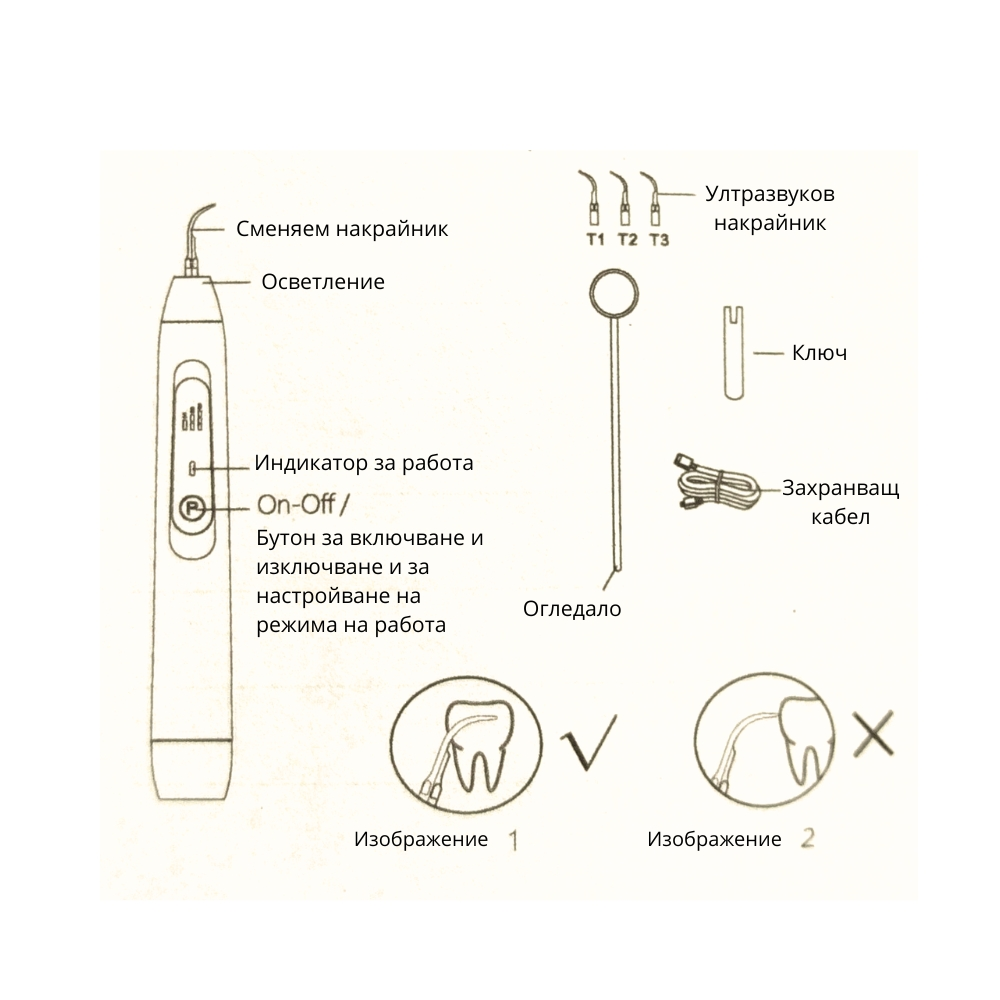 Сменяем накрайник
Осветление
Индикатор за работа
P
On-Off /
Бутон за включване и
изключване и за
настройване на
режима на работа
Ултразвуков
накрайник
T1 T2 T3
Ключ
Захранващ
кабел
Огледало
Изображение 1
Изображение 2